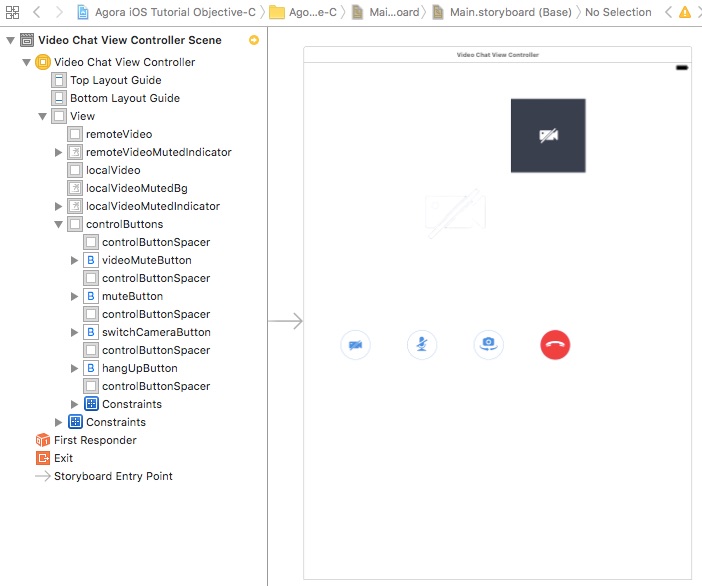 Agora iOS Tutorial Objective-C Ago...e-C Mai...oard Main.storyboard (Base) No Selection
Video Chat View Controller Scene
Video Chat View Controller
Top Layout Guide
Bottom Layout Guide
View
remoteVideo
remoteVideoMutedIndicator
localVideo
localVideoMutedBg
localVideoMutedIndicator
controlButtons
controlButtonSpacer
B videoMuteButton
controlButtonSpacer
B muteButton
controlButtonSpacer
B switchCameraButton
controlButtonSpacer
B hangUpButton
controlButtonSpacer
Constraints
Constraints
First Responder
Exit
Storyboard Entry Point
Video Chat View Controller